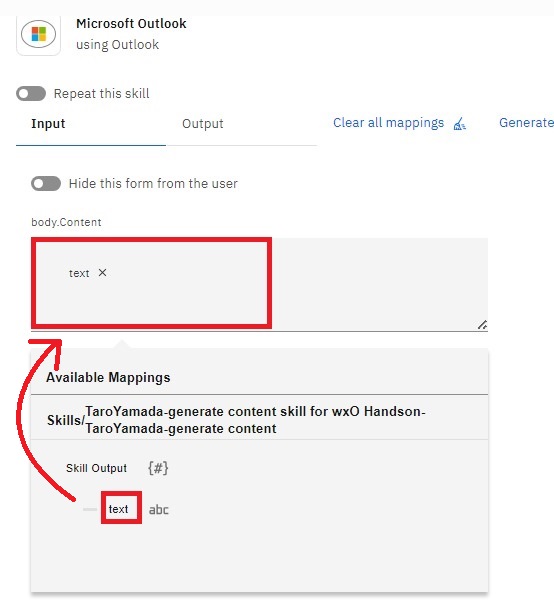 Microsoft Outlook
using Outlook
Repeat this skill
Input Output Clear all mappings Generate
Hide this form from the user
body.Content
text ×
Available Mappings
Skills/TaroYamada-generate content skill for wxO Handson-
TaroYamada-generate content
Skill Output {#}
text abc